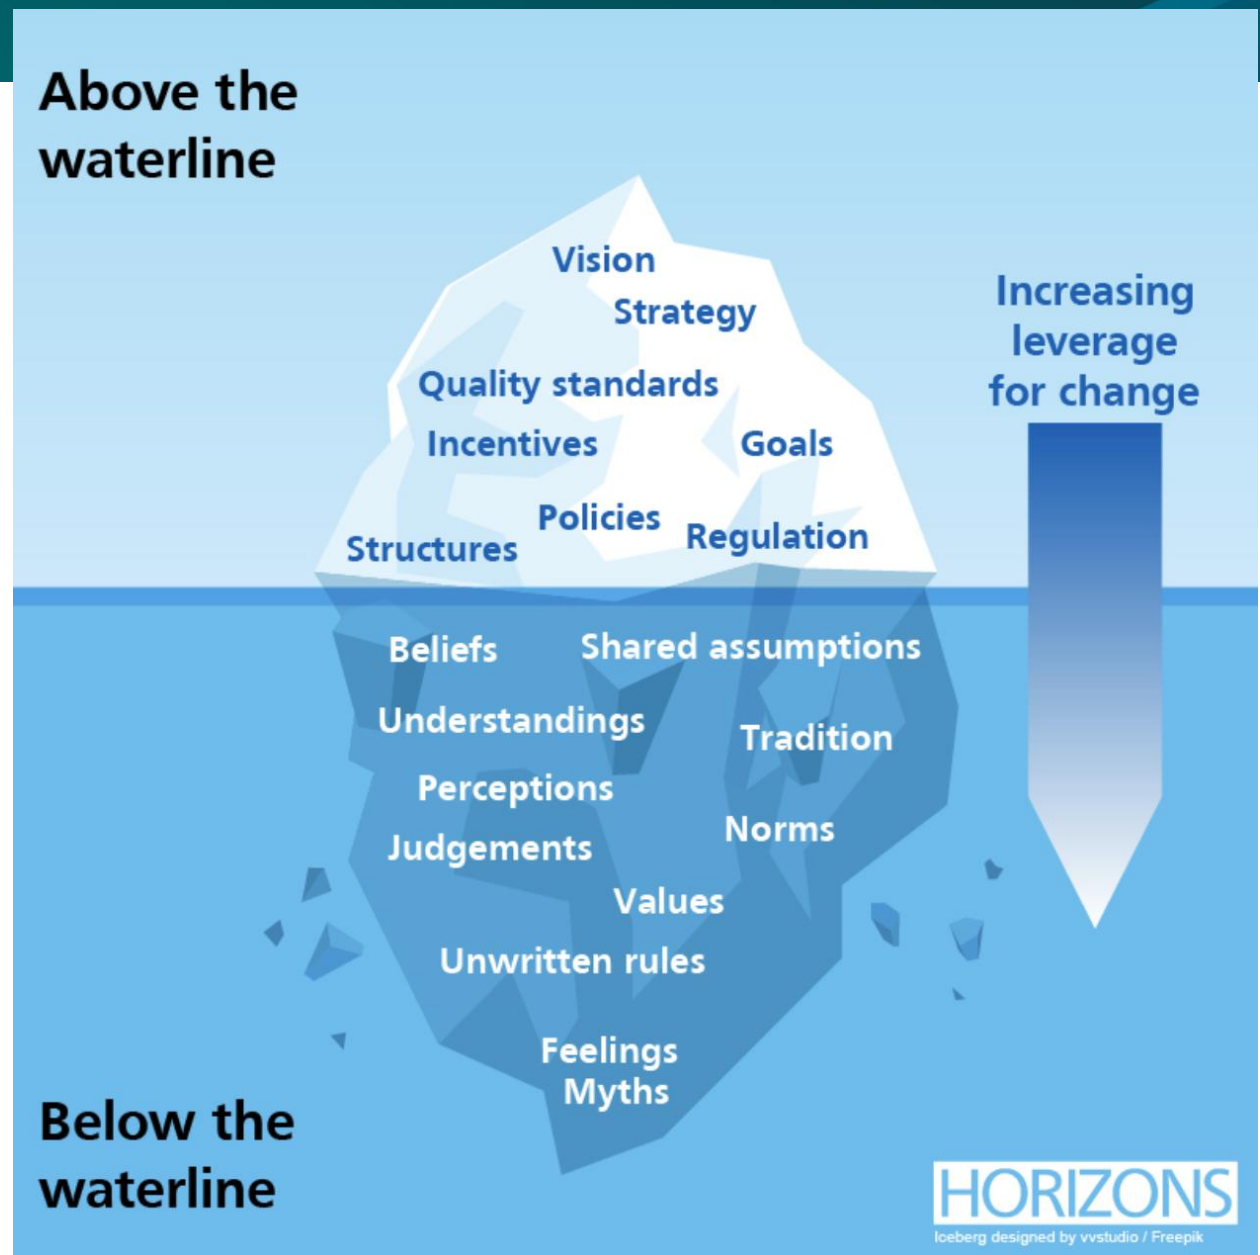 Above the
waterline
Vision
Strategy
Quality standards
Incentives
Goals
Policies
Regulation
Structures
Increasing
leverage
for change
Beliefs
Shared assumptions
Understandings
Tradition
Perceptions
Norms
Judgements
Values
Unwritten rules
Feelings
Myths
Below the
waterline
HORIZONS
Iceberg designed by vvstudio / Freepik